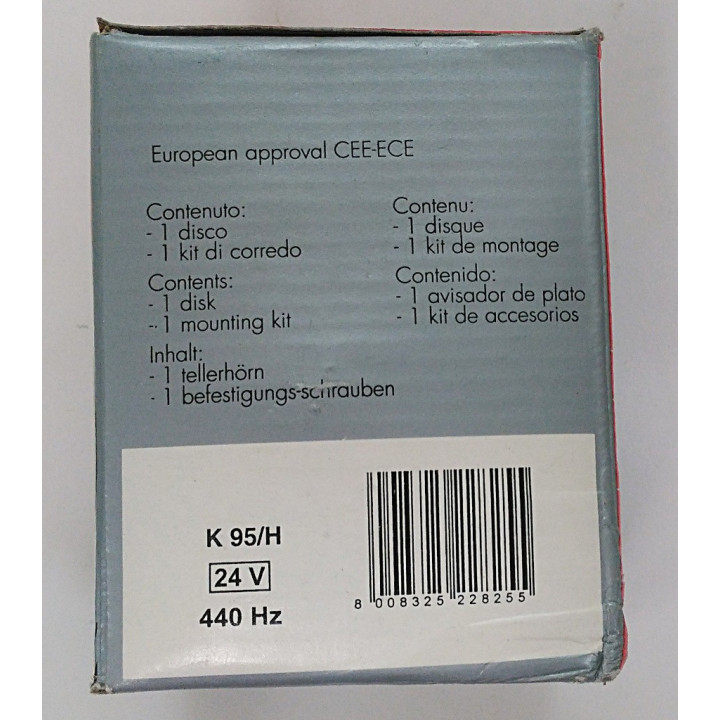 European approval CEE-ECE
Contenuto:
- 1 disco
- 1 kit di corredo
Contents:
- 1 disk
- 1 mounting kit
Inhalt:
- 1 tellerhörn
- 1 befestigungs-schrauben
Contenu:
- 1 disque
- 1 kit de montage
Contenido:
- 1 avisador de plato
- 1 kit de accesorios
K 95/H
24 V
440 Hz
8 008325 228255